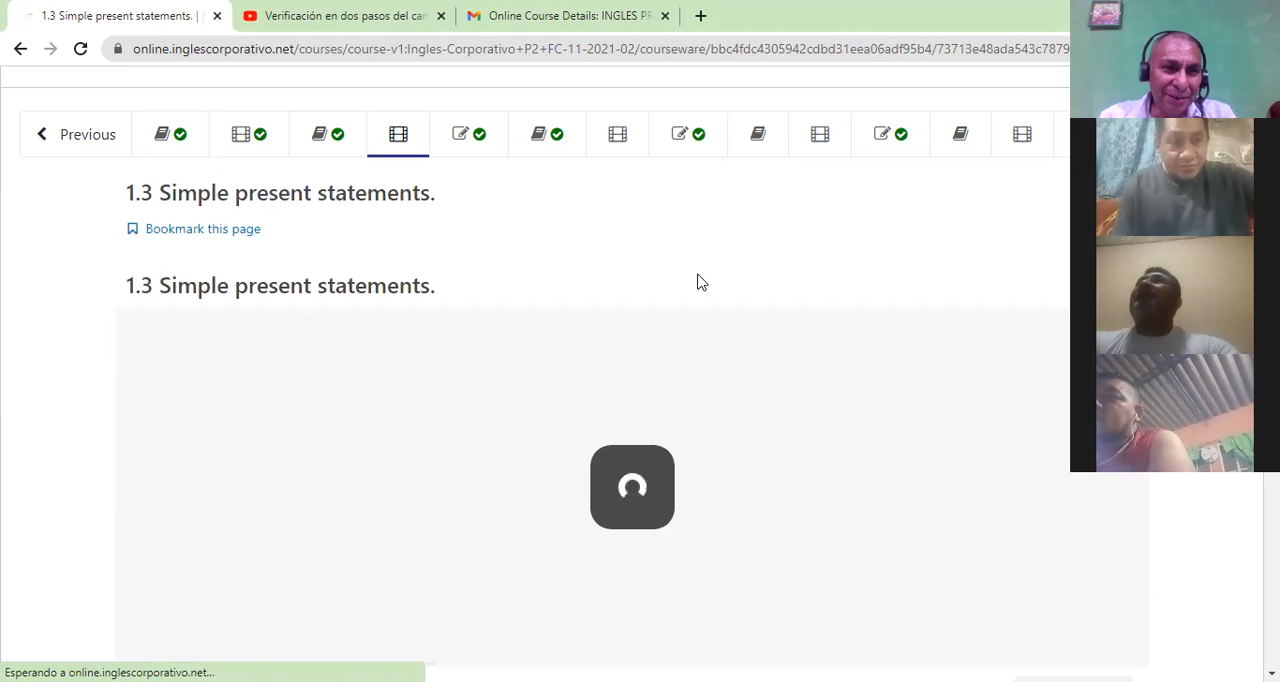 1.3 Simple present statements. |
Verificación en dos pasos del can
Online Course Details: INGLES PR
online.inglescorporativo.net/courses/course-v1:Ingles-Corporativo+P2+FC-11-2021-02/courseware/bbc4fdc4305942cdbd31eea06adf95b4/73713e48ada543c7879
Previous
1.3 Simple present statements.
Bookmark this page
1.3 Simple present statements.
Esperando a online.inglescorporativo.net...